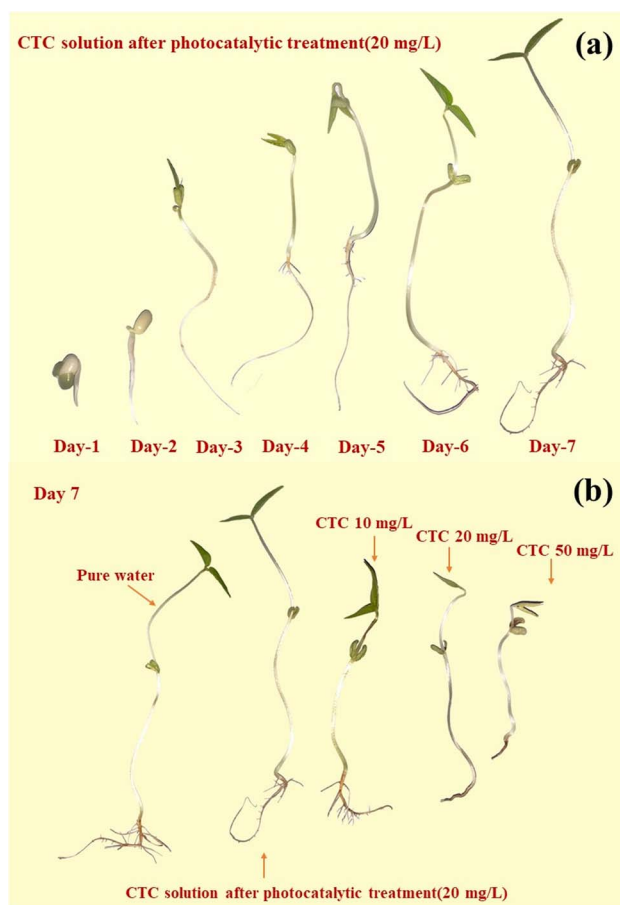 CTC solution after photocatalytic treatment(20 mg/L)
(a)
Day-1 Day-2 Day-3 Day-4 Day-5 Day-6 Day-7
Day 7
(b)
CTC 10 mg/L
CTC 20 mg/L
CTC 50 mg/L
Pure water
CTC solution after photocatalytic treatment(20 mg/L)